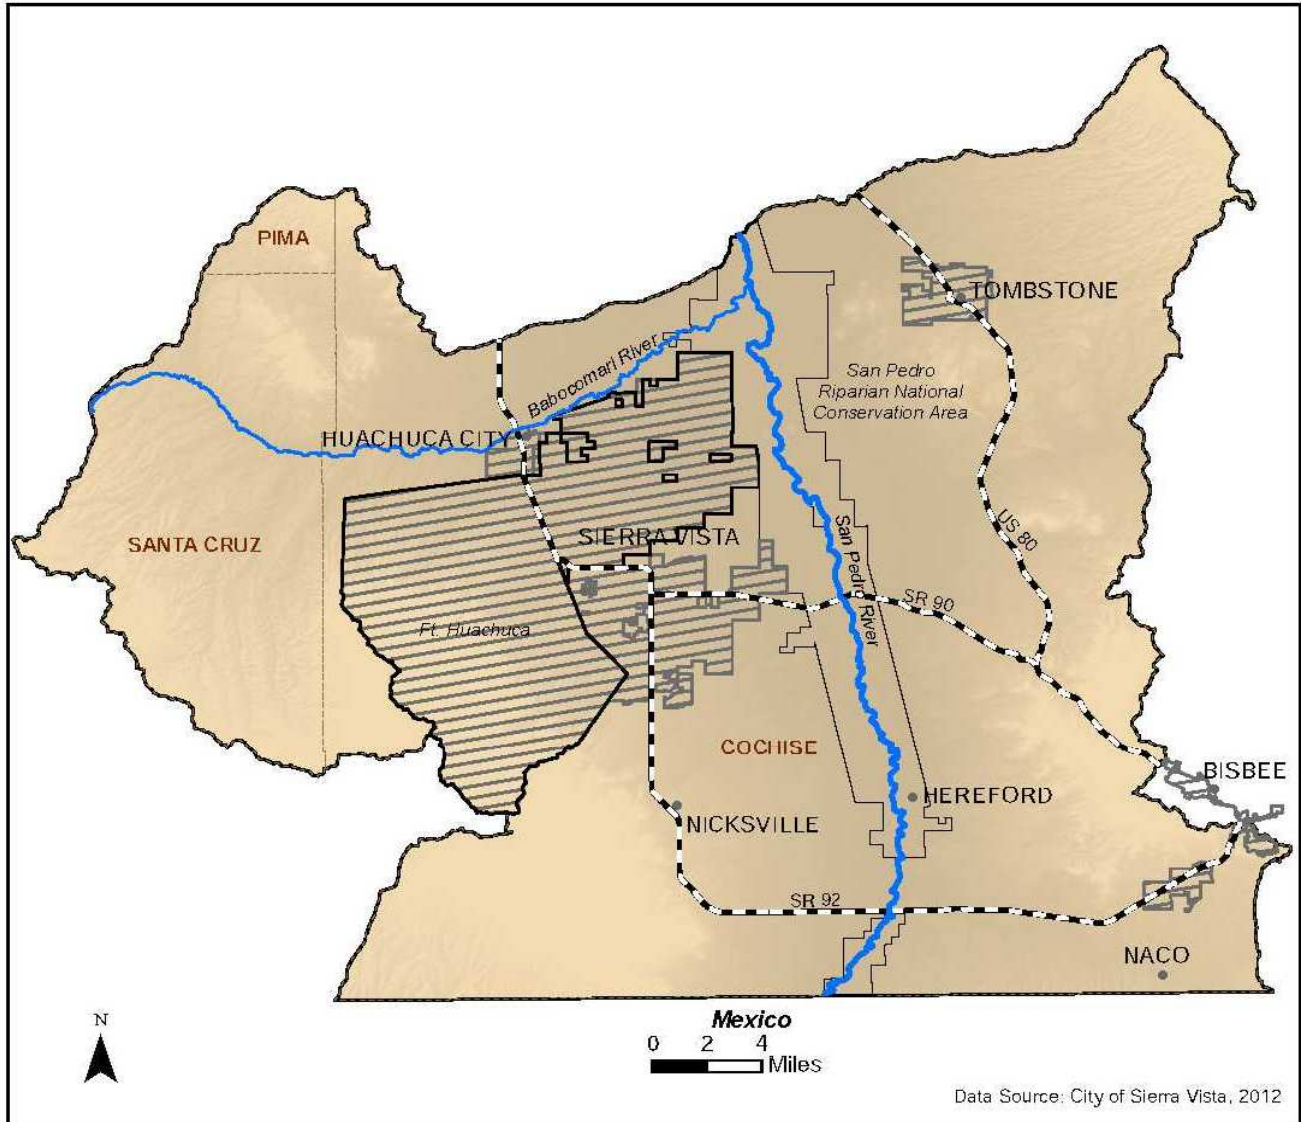 PIMA
TOMBSTONE
Babocomari River
San Pedro
Riparian National
Conservation Area
HUACHUCA CITY
US 80
SANTA CRUZ
SIERRA VISTA
San Pedro River
SR 90
Ft. Huachuca
COCHISE
BISBEE
HEREFORD
NICKSVILLE
SR 92
NACO
N
Mexico
0 2 4
Miles
Data Source: City of Sierra Vista, 2012